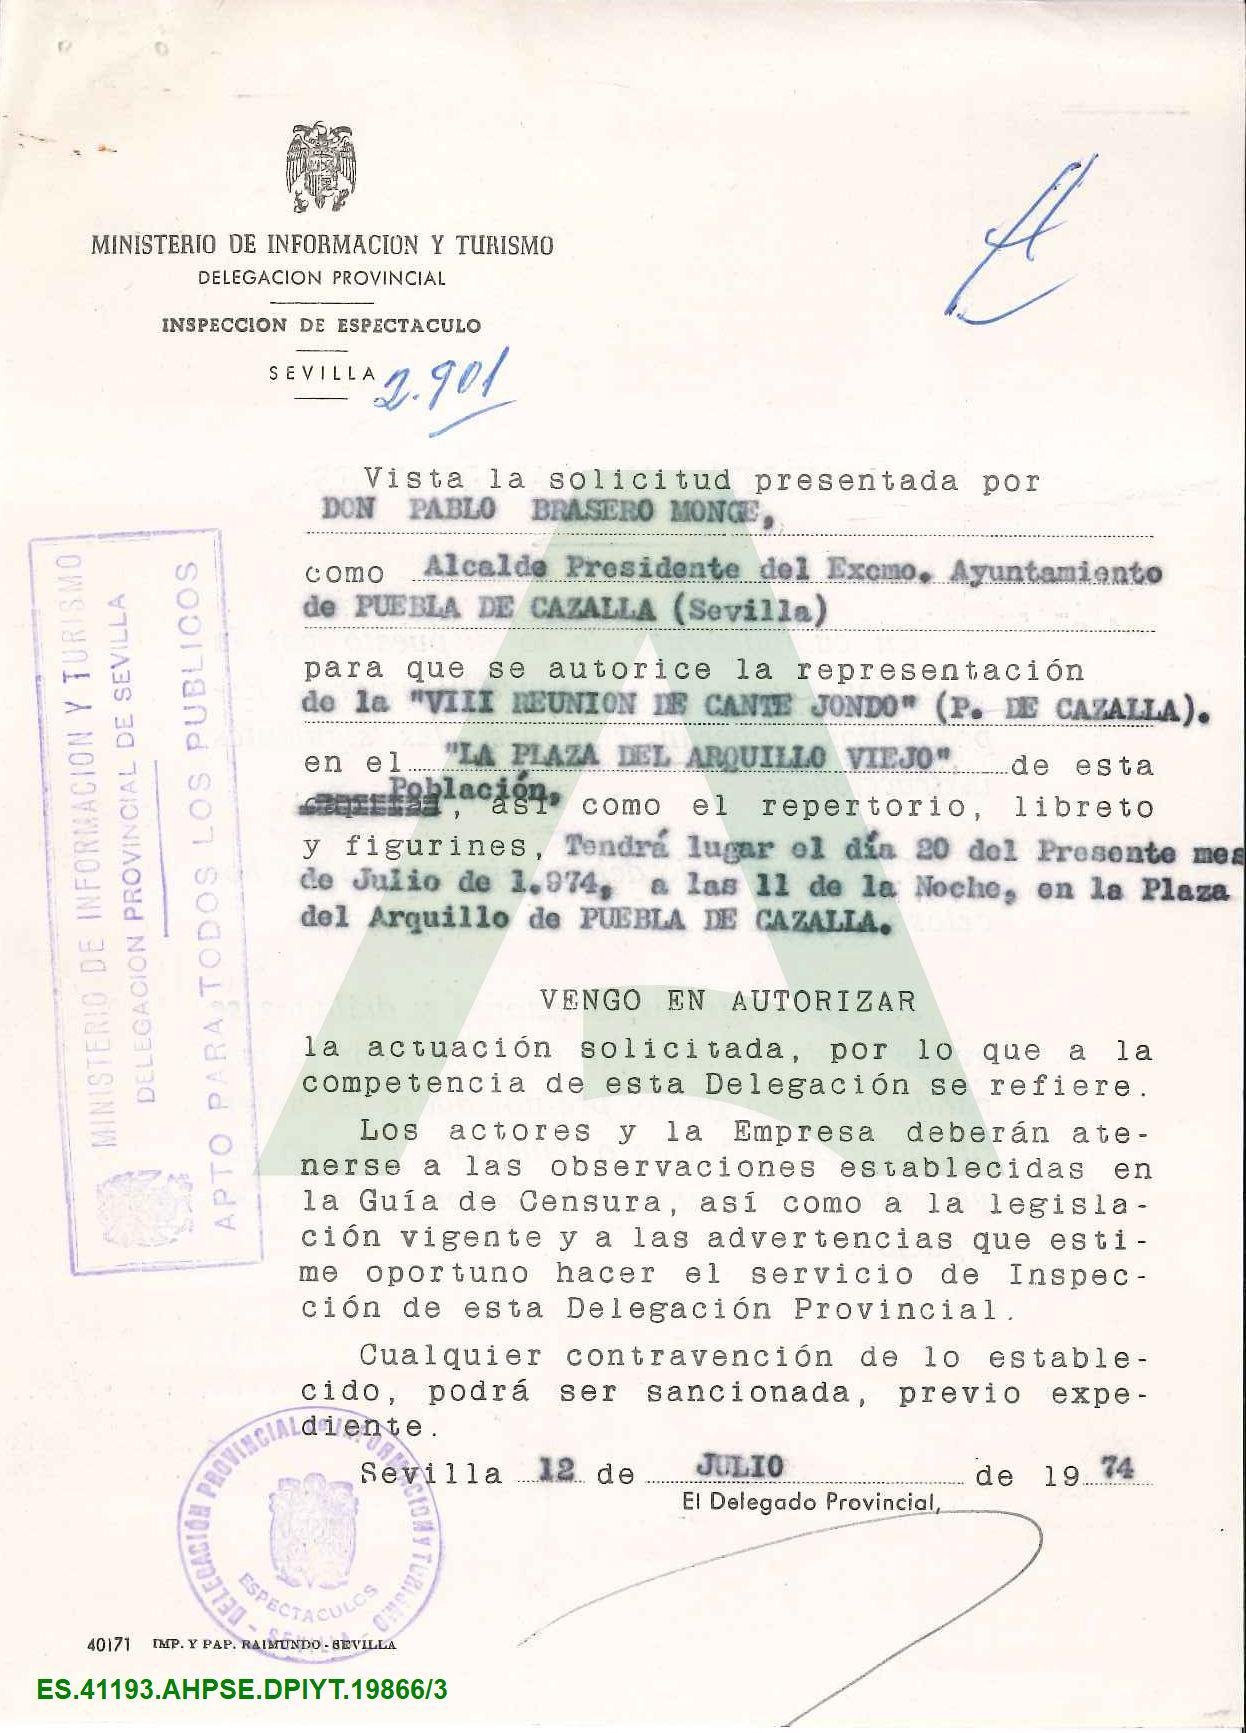 MINISTERIO DE INFORMACION Y TURISMO
DELEGACION PROVINCIAL
INSPECCION DE ESPECTACULO
SEVILLA
2.901
Vista la solicitud presentada por
DON PABLO BRASERO MONGE,
como Alcalde Presidente del Excmo. Ayuntamiento
de PUEBLA DE CAZALLA (Sevilla)
para que se autorice la representación
de la "VIII REUNION DE CANTE JONDO" (P. DE CAZALLA).
en el "LA PLAZA DEL ARQUILLO VIEJO" de esta
Población, así como el repertorio, libreto
y figurines, Tendrá lugar el día 20 del Presente mes
de Julio de 1.974, a las 11 de la Noche, en la Plaza
del Arquillo de PUEBLA DE CAZALLA.
VENGO EN AUTORIZAR
la actuación solicitada, por lo que a la
competencia de esta Delegación se refiere.
Los actores y la Empresa deberán ate-
nerse a las observaciones establecidas en
la Guía de Censura, así como a la legisla-
ción vigente y a las advertencias que esti-
me oportuno hacer el servicio de Inspec-
ción de esta Delegación Provincial.
Cualquier contravención de lo estable-
cido, podrá ser sancionada, previo expe-
diente.
Sevilla 12 de JULIO de 1974
El Delegado Provincial,
MINISTERIO DE INFORMACION Y TURISMO
DELEGACION PROVINCIAL DE SEVILLA
APTO PARA TODOS LOS PUBLICOS
DELEGACIÓN PROVINCIAL de INFORMACION Y TURISMO
ESPECTACULOS
- SEVILLA -
40171 IMP. Y PAP. RAIMUNDO - SEVILLA
ES.41193.AHPSE.DPIYT.19866/3